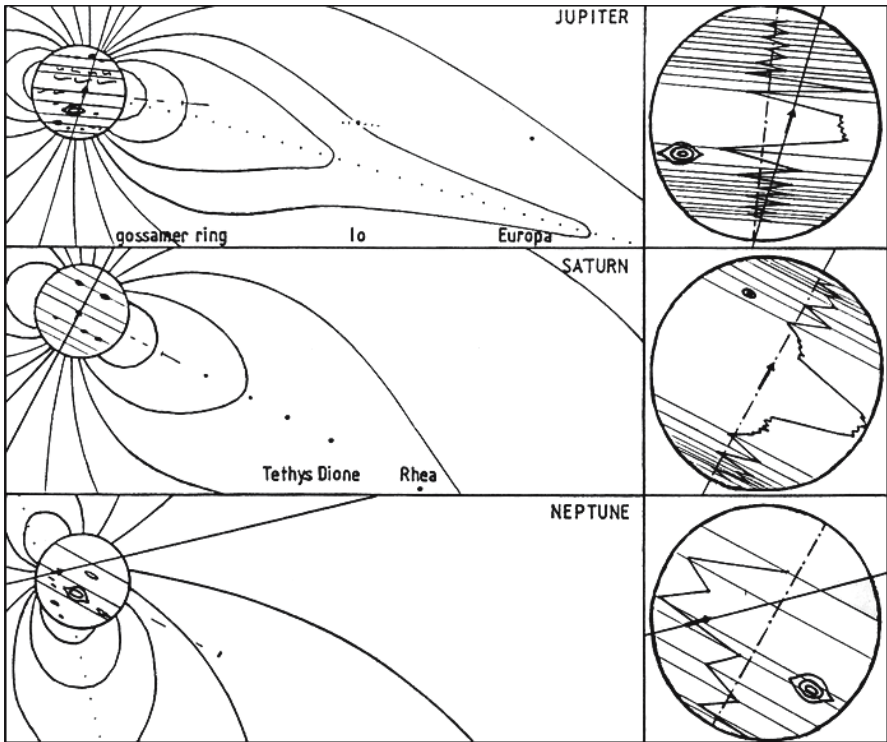 JUPITER
gossamer ring Io Europa
SATURN
Tethys Dione Rhea
NEPTUNE